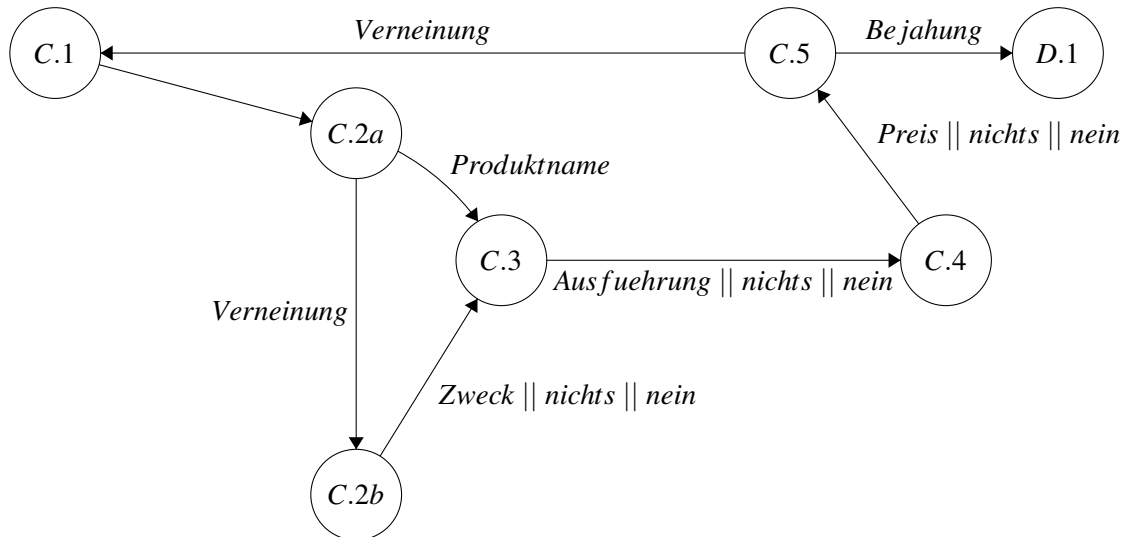 Verneinung
Bejahung
C.1
C.5
D.1
C.2a
Preis || nichts || nein
Produktname
C.3
C.4
Ausfuehrung || nichts || nein
Verneinung
Zweck || nichts || nein
C.2b